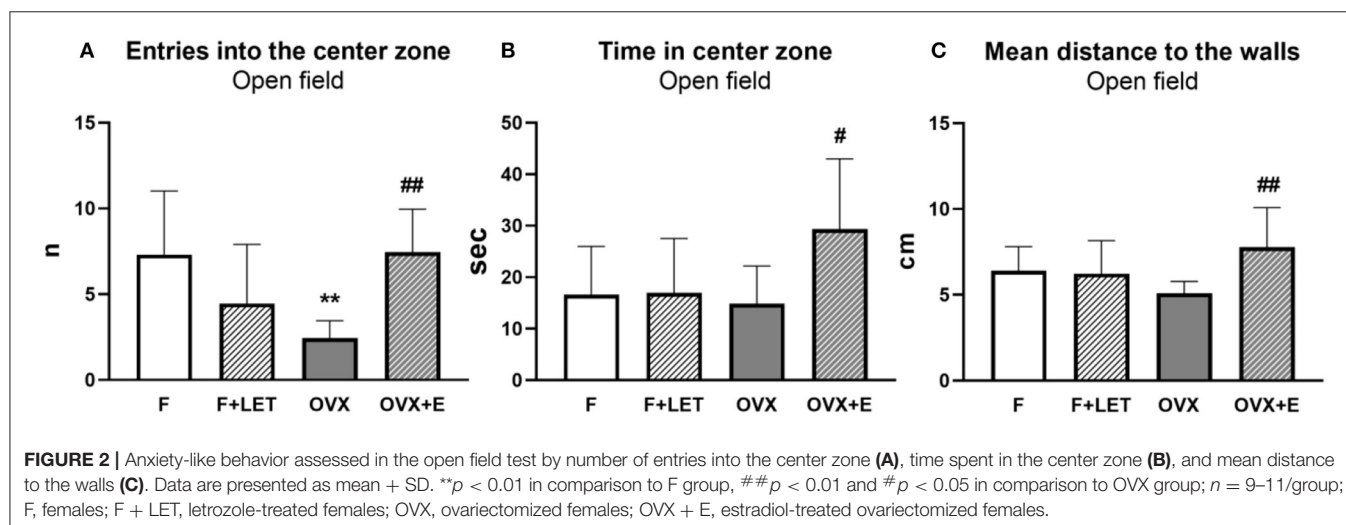 A Entries into the center zone
Open field
n
15
10
5
0
**
##
F F+LET OVX OVX+E
B Time in center zone
Open field
sec
50
40
30
20
10
0
#
F F+LET OVX OVX+E
C Mean distance to the walls
Open field
cm
15
10
5
0
##
F F+LET OVX OVX+E
FIGURE 2 | Anxiety-like behavior assessed in the open field test by number of entries into the center zone (A), time spent in the center zone (B), and mean distance
to the walls (C). Data are presented as mean + SD. **p < 0.01 in comparison to F group, ##p < 0.01 and #p < 0.05 in comparison to OVX group; n = 9–11/group;
F, females; F + LET, letrozole-treated females; OVX, ovariectomized females; OVX + E, estradiol-treated ovariectomized females.